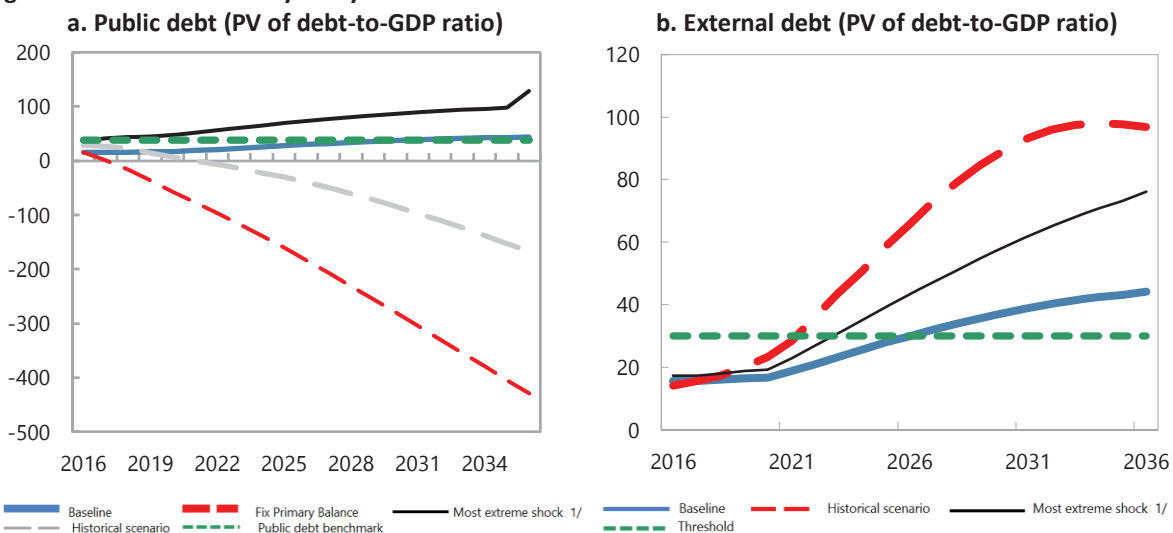 a. Public debt (PV of debt-to-GDP ratio)
200
100
0
-100
-200
-300
-400
-500
2016 2019 2022 2025 2028 2031 2034
Baseline Fix Primary Balance Most extreme shock 1/
Historical scenario Public debt benchmark
b. External debt (PV of debt-to-GDP ratio)
120
100
80
60
40
20
0
2016 2021 2026 2031 2036
Baseline Historical scenario Most extreme shock 1/
Threshold